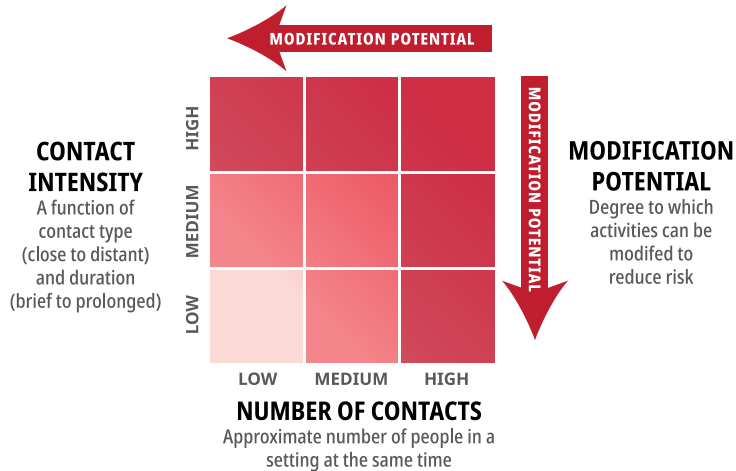 MODIFICATION POTENTIAL
CONTACT
INTENSITY
A function of
contact type
(close to distant)
and duration
(brief to prolonged)
HIGH
MEDIUM
LOW
MODIFICATION POTENTIAL
MODIFICATION
POTENTIAL
Degree to which
activities can be
modifed to
reduce risk
LOW
MEDIUM
HIGH
NUMBER OF CONTACTS
Approximate number of people in a
setting at the same time